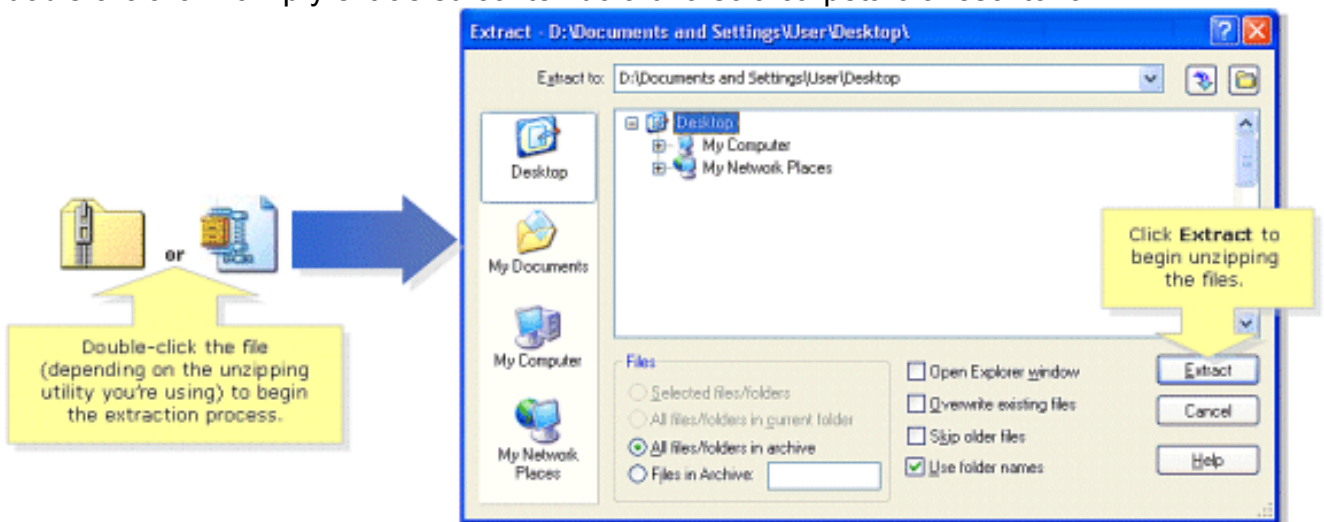 Extract - D:\Documents and Settings\User\Desktop\
Extract to: D:\Documents and Settings\User\Desktop
Desktop
My Documents
My Computer
My Network
Places
Desktop
My Computer
My Network Places
or
Double-click the file
(depending on the unzipping
utility you're using) to begin
the extraction process.
Click Extract to
begin unzipping
the files.
Files
Selected files/folders
All files/folders in current folder
All files/folders in archive
Files in Archive:
Open Explorer window
Overwrite existing files
Skip older files
Use folder names
Extract
Cancel
Help